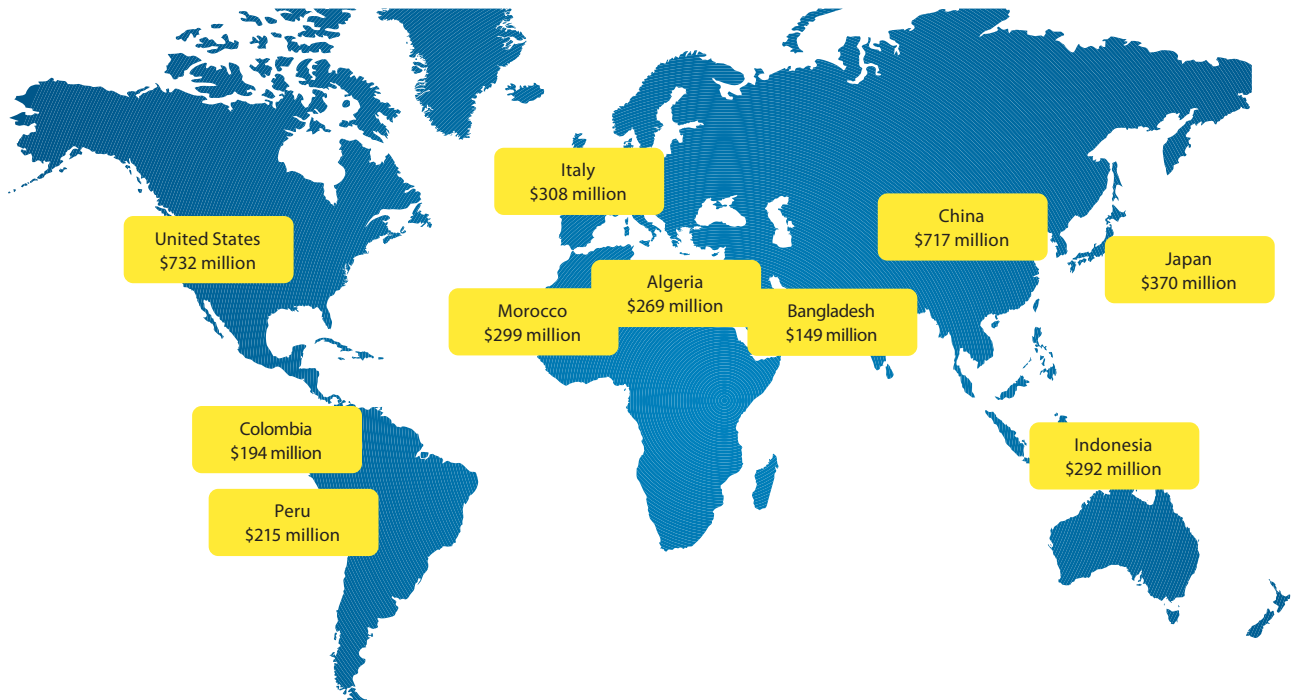 Italy
$308 million
China
$717 million
United States
$732 million
Japan
$370 million
Algeria
$269 million
Morocco
$299 million
Bangladesh
$149 million
Colombia
$194 million
Indonesia
$292 million
Peru
$215 million